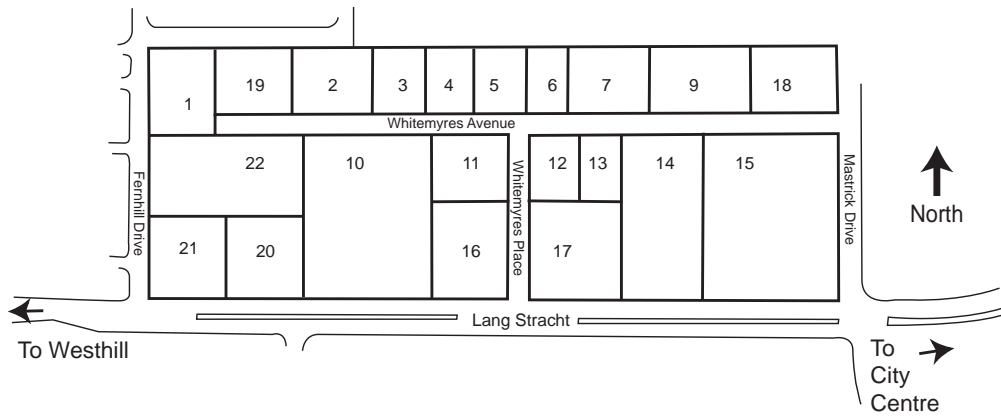 19
2
3
4
5
6
7
9
18
1
Whitemyres Avenue
22
10
11
12
13
14
15
Fernhill Drive
Whitemyres Place
Mastrick Drive
North
21
20
16
17
Lang Stracht
To Westhill
To
City
Centre